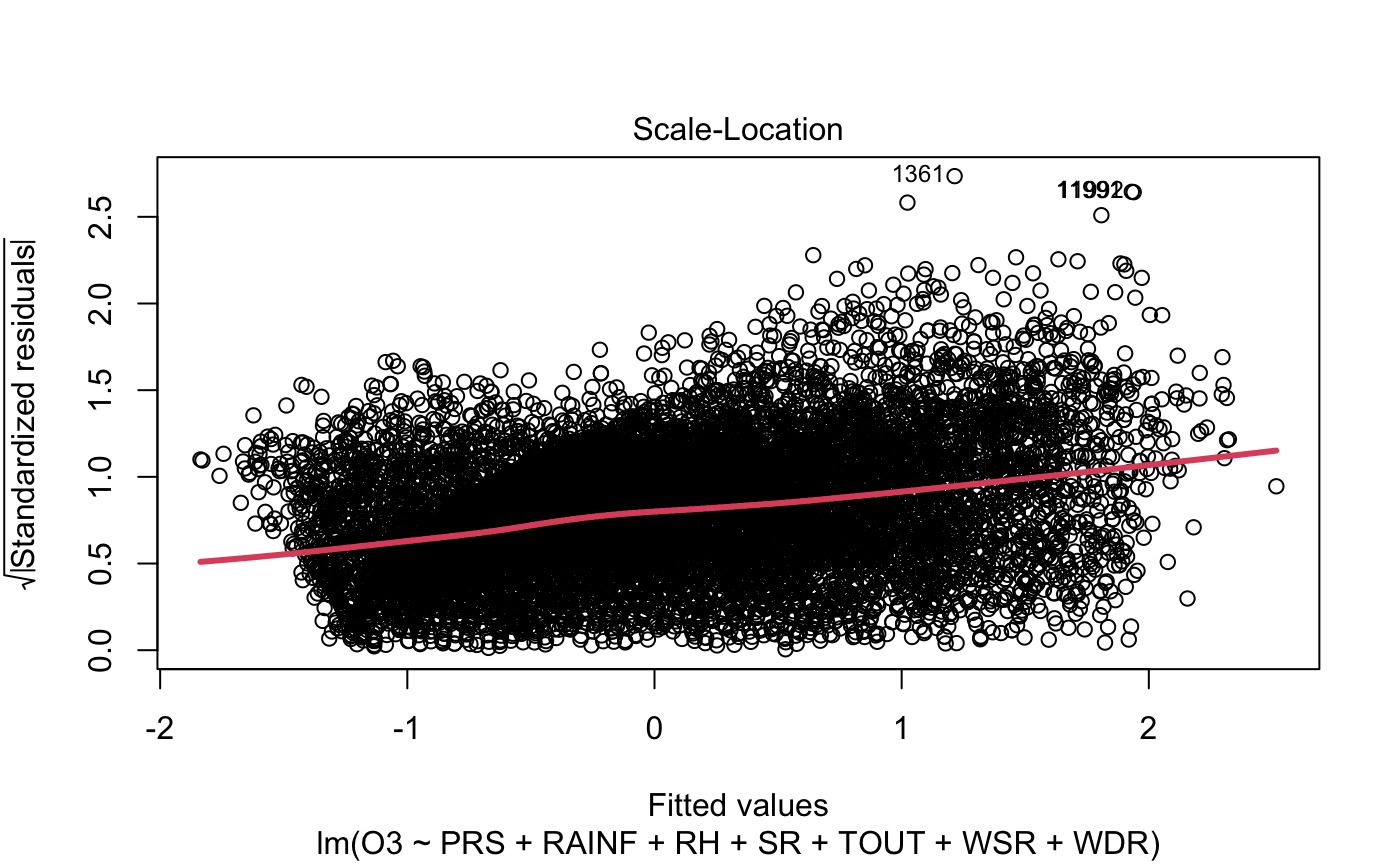 Scale-Location
1361
2.5
2.0
1.5
1.0
0.5
0.0
√|Standardized residuals|
-2 -1 0 1 2
Fitted values
lm(O3 ~ PRS + RAINF + RH + SR + TOUT + WSR + WDR)